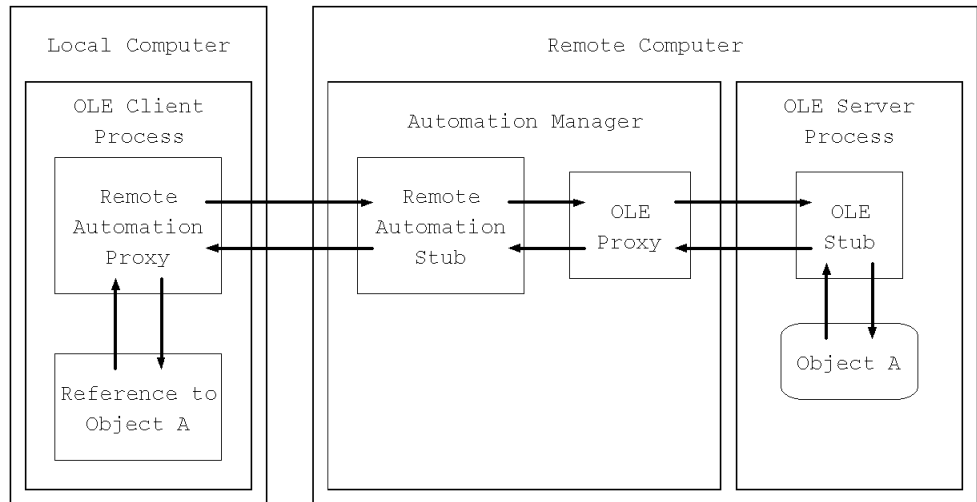 Local Computer
Remote Computer
OLE Client
Process
Automation Manager
OLE Server
Process
Remote
Automation
Proxy
Remote
Automation
Stub
OLE
Proxy
OLE
Stub
Reference to
Object A
Object A